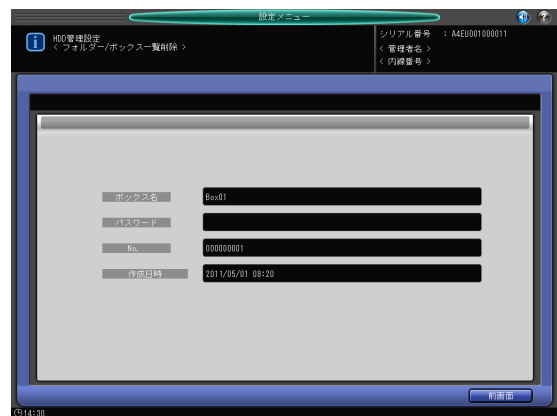 設定メニュー
HDD管理設定
< フォルダー/ボックス一覧削除 >
シリアル番号 : A4EU001000011
< 管理者名 >
< 内線番号 >
ボックス名 Box01
パスワード
No. 000000001
作成日時 2011/05/01 08:20
前画面
14:30